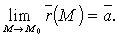 lim r̅(M) = a̅.
M→M₀